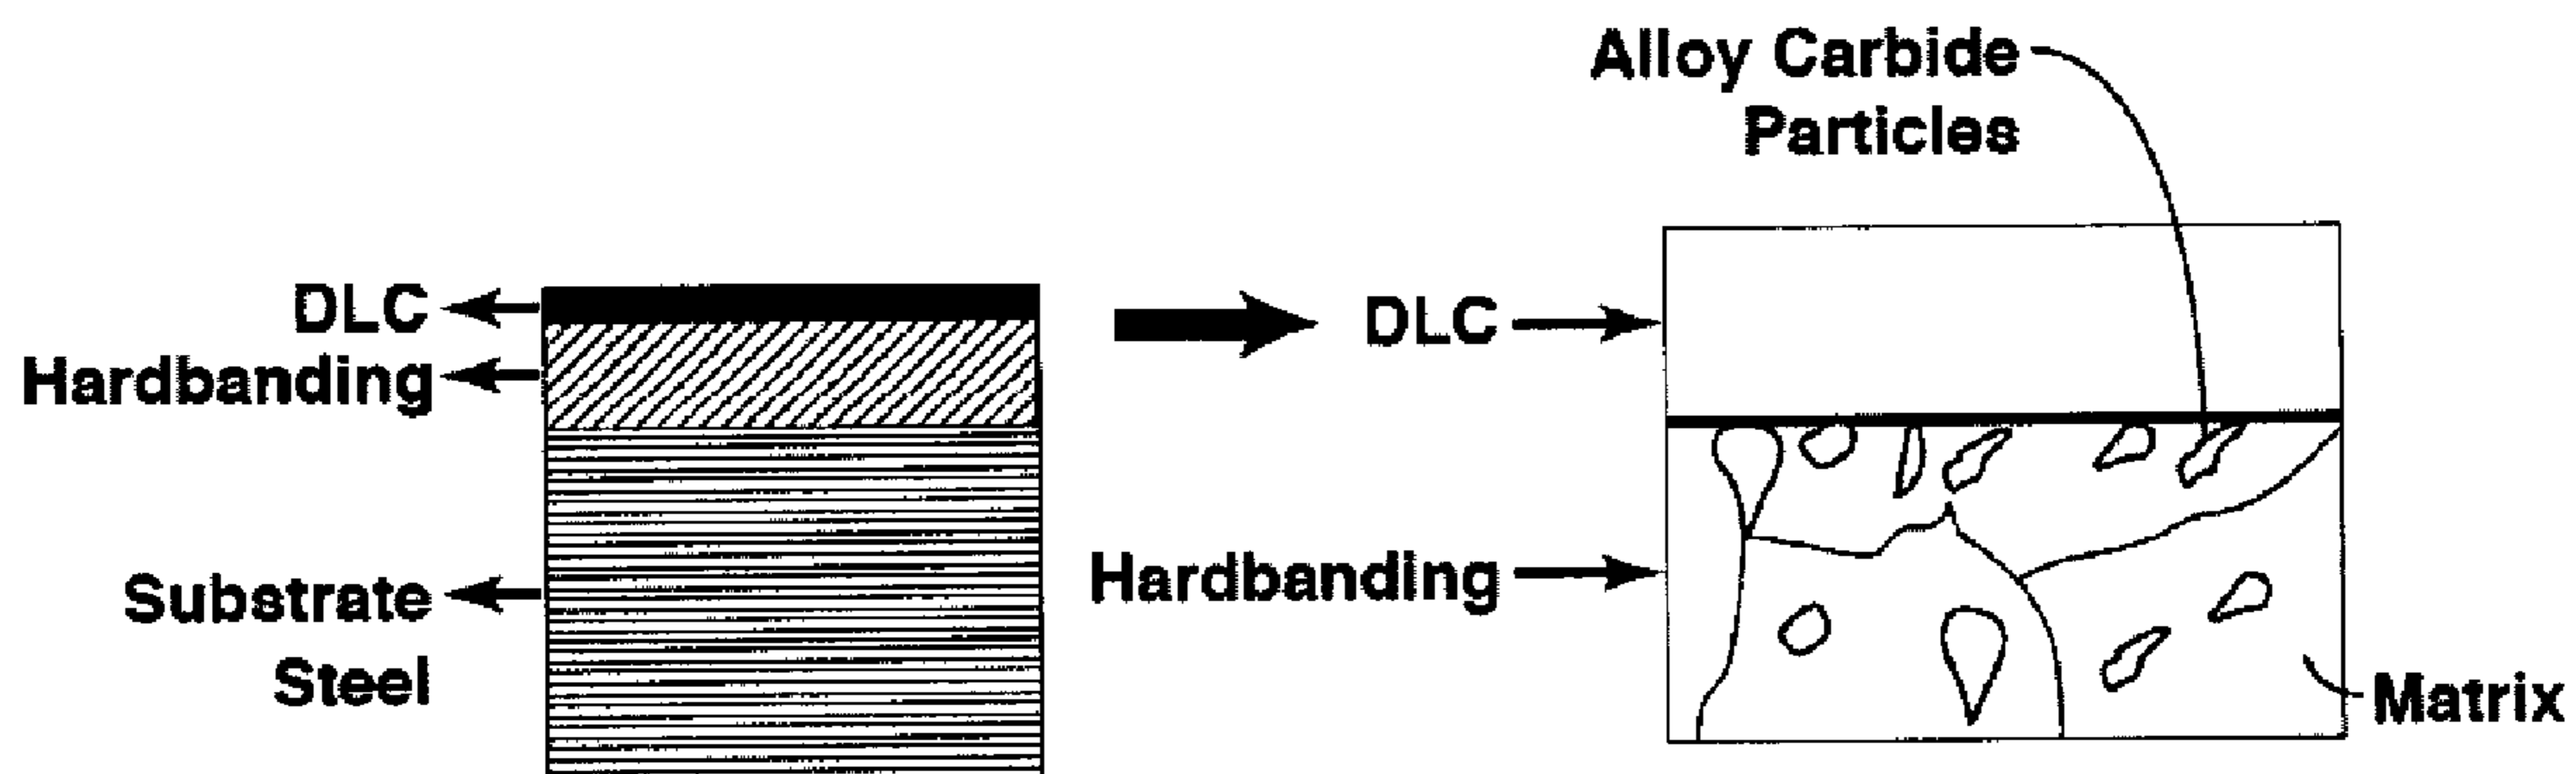 Alloy Carbide
Particles
DLC
Hardbanding
Substrate
Steel
DLC
Hardbanding
Matrix